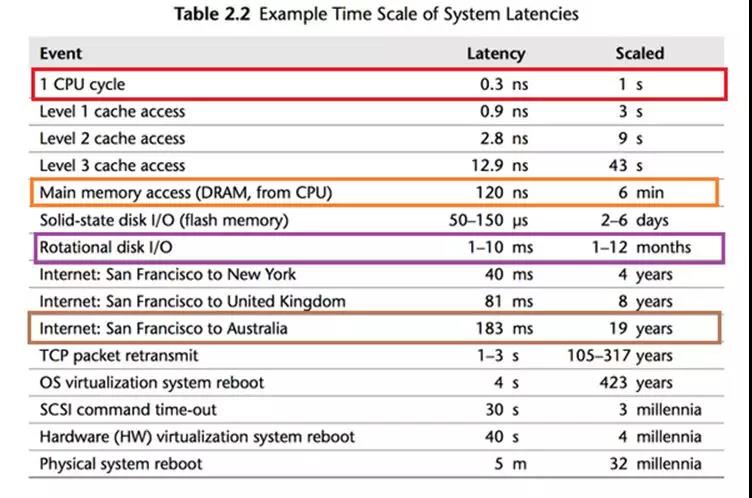 Table 2.2 Example Time Scale of System Latencies
Event Latency Scaled
1 CPU cycle 0.3 ns 1 s
Level 1 cache access 0.9 ns 3 s
Level 2 cache access 2.8 ns 9 s
Level 3 cache access 12.9 ns 43 s
Main memory access (DRAM, from CPU) 120 ns 6 min
Solid-state disk I/O (flash memory) 50–150 μs 2–6 days
Rotational disk I/O 1–10 ms 1–12 months
Internet: San Francisco to New York 40 ms 4 years
Internet: San Francisco to United Kingdom 81 ms 8 years
Internet: San Francisco to Australia 183 ms 19 years
TCP packet retransmit 1–3 s 105–317 years
OS virtualization system reboot 4 s 423 years
SCSI command time-out 30 s 3 millennia
Hardware (HW) virtualization system reboot 40 s 4 millennia
Physical system reboot 5 m 32 millennia